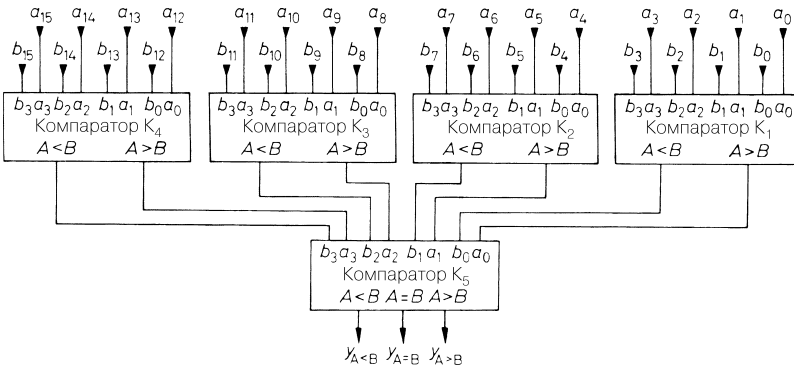 a₁₅ a₁₄ a₁₃ a₁₂ a₁₁ a₁₀ a₉ a₈ a₇ a₆ a₅ a₄ a₃ a₂ a₁ a₀
b₁₅ b₁₄ b₁₃ b₁₂ b₁₁ b₁₀ b₉ b₈ b₇ b₆ b₅ b₄ b₃ b₂ b₁ b₀
b₃ a₃ b₂ a₂ b₁ a₁ b₀ a₀ b₃ a₃ b₂ a₂ b₁ a₁ b₀ a₀ b₃ a₃ b₂ a₂ b₁ a₁ b₀ a₀ b₃ a₃ b₂ a₂ b₁ a₁ b₀ a₀
Компаратор K₄ Компаратор K₃ Компаратор K₂ Компаратор K₁
A<B A>B A<B A>B A<B A>B A<B A>B
b₃ a₃ b₂ a₂ b₁ a₁ b₀ a₀
Компаратор K₅
A<B A=B A>B
y_A<B y_A=B y_A>B